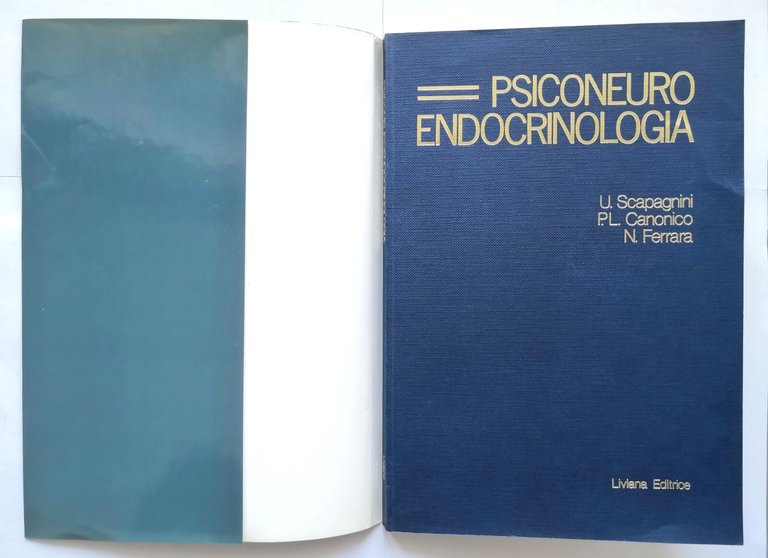 PSICONEURO
ENDOCRINOLOGIA
U. Scapagnini
P.L. Canonico
N. Ferrara
Liviana Editrice